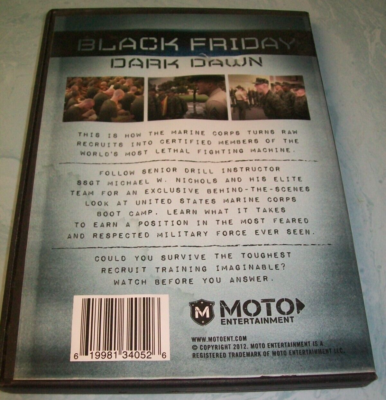 BLACK FRIDAY
DARK DAWN
THIS IS HOW THE MARINE CORPS TURNS RAW
RECRUITS INTO CERTIFIED MEMBERS OF THE
WORLD'S MOST LETHAL FIGHTING MACHINE.
FOLLOW SENIOR DRILL INSTRUCTOR
SSGT MICHAEL W. NICHOLS AND HIS ELITE
TEAM FOR AN EXCLUSIVE BEHIND-THE-SCENES
LOOK AT UNITED STATES MARINE CORPS
BOOT CAMP. LEARN WHAT IT TAKES
TO EARN A POSITION IN THE MOST FEARED
AND RESPECTED MILITARY FORCE EVER SEEN.
COULD YOU SURVIVE THE TOUGHEST
RECRUIT TRAINING IMAGINABLE?
WATCH BEFORE YOU ANSWER.
M MOTO
ENTERTAINMENT
WWW.MOTOENT.COM
© COPYRIGHT 2012, MOTO ENTERTAINMENT IS A
REGISTERED TRADEMARK OF MOTO ENTERTAINMENT LLC.
6 19981 34052 6